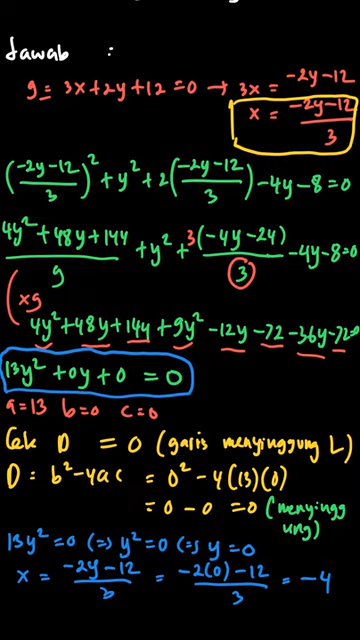 Jawab :
g = 3x + 2y + 12 = 0 → 3x = -2y - 12
x = (-2y - 12)/3
((-2y - 12)/3)² + y² + 2((-2y - 12)/3) - 4y - 8 = 0
(4y² + 48y + 144)/9 + y² + 3(-4y - 24)/3 - 4y - 8 = 0
(x9
4y² + 48y + 144 + 9y² - 12y - 72 - 36y - 72 = 0
13y² + 0y + 0 = 0
a = 13 b = 0 c = 0
Cek D = 0 (garis menyinggung L)
D = b² - 4ac = 0² - 4(13)(0)
= 0 - 0 = 0 (menyinggung)
13y² = 0 (=) y² = 0 (=) y = 0
x = (-2y - 12)/3 = (-2(0) - 12)/3 = -4